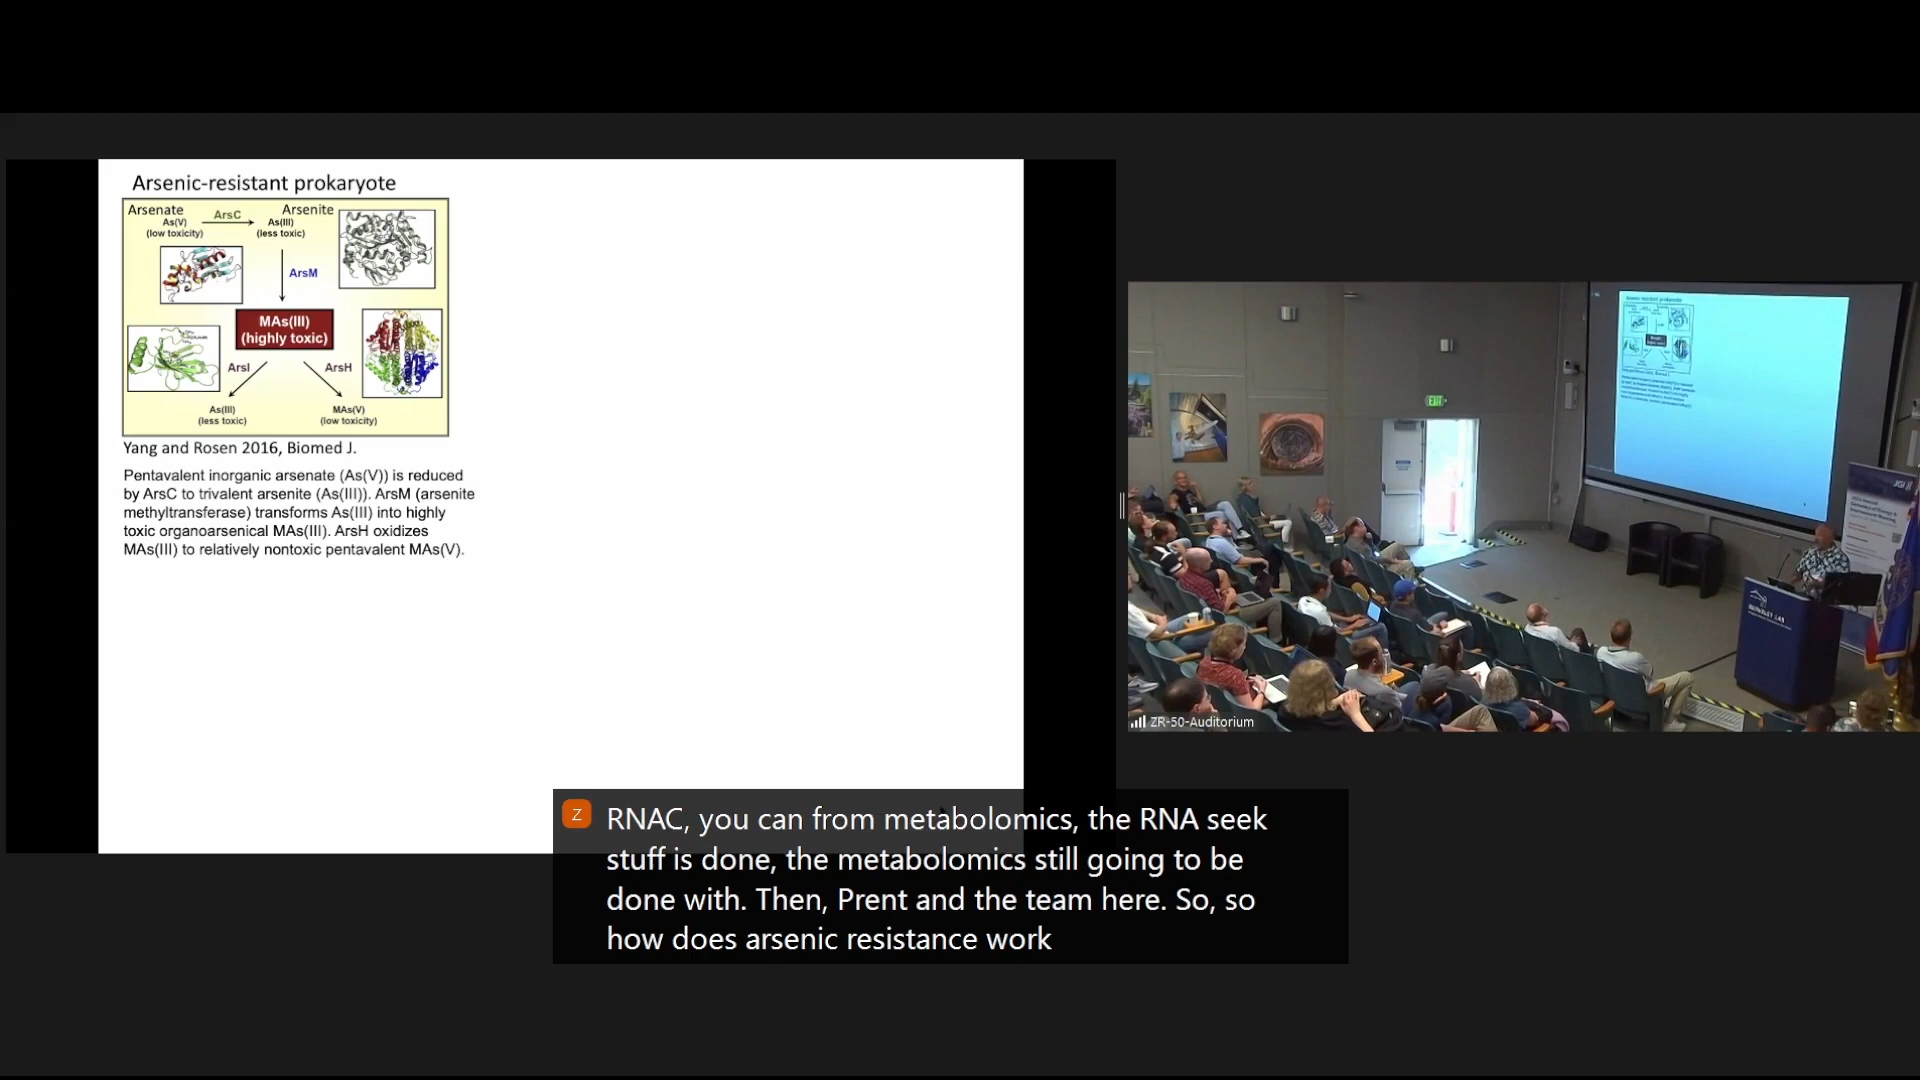 Arsenic-resistant prokaryote
Arsenate
As(V)
(low toxicity)
ArsC
Arsenite
As(III)
(less toxic)
ArsM
MAs(III)
(highly toxic)
ArsI
ArsH
As(III)
(less toxic)
MAs(V)
(low toxicity)
Yang and Rosen 2016, Biomed J.
Pentavalent inorganic arsenate (As(V)) is reduced
by ArsC to trivalent arsenite (As(III)). ArsM (arsenite
methyltransferase) transforms As(III) into highly
toxic organoarsenical MAs(III). ArsH oxidizes
MAs(III) to relatively nontoxic pentavalent MAs(V).
EXIT
JGI
BERKELEY LAB
ZR-50-Auditorium
Z
RNAC, you can from metabolomics, the RNA seek
stuff is done, the metabolomics still going to be
done with. Then, Prent and the team here. So, so
how does arsenic resistance work